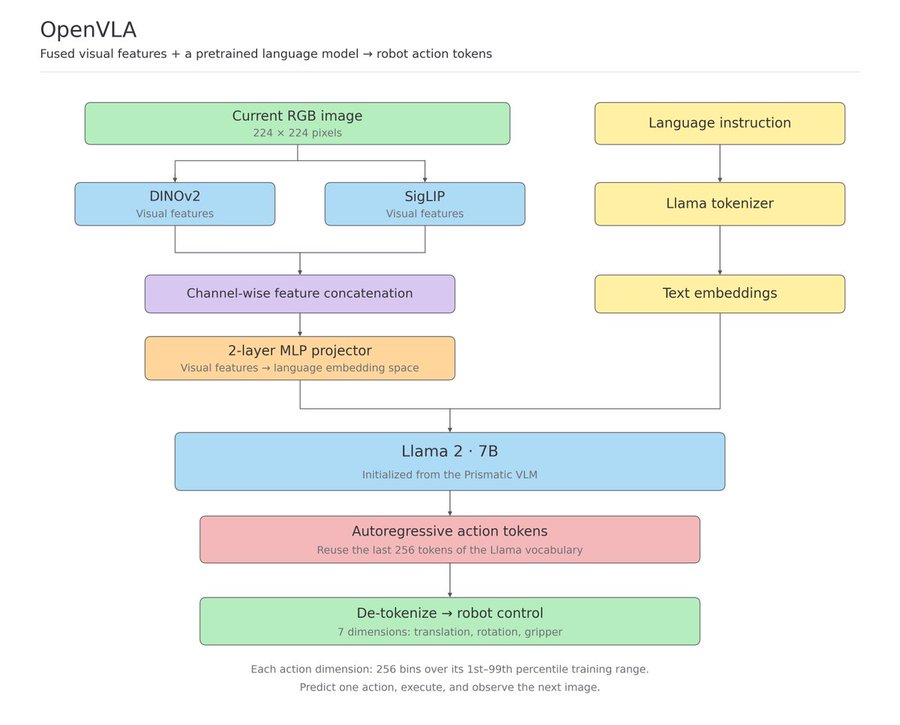 OpenVLA
Fused visual features + a pretrained language model → robot action tokens
Current RGB image
224 × 224 pixels
Language instruction
DINOv2
Visual features
SigLIP
Visual features
Llama tokenizer
Channel-wise feature concatenation
Text embeddings
2-layer MLP projector
Visual features → language embedding space
Llama 2 · 7B
Initialized from the Prismatic VLM
Autoregressive action tokens
Reuse the last 256 tokens of the Llama vocabulary
De-tokenize → robot control
7 dimensions: translation, rotation, gripper
Each action dimension: 256 bins over its 1st–99th percentile training range.
Predict one action, execute, and observe the next image.